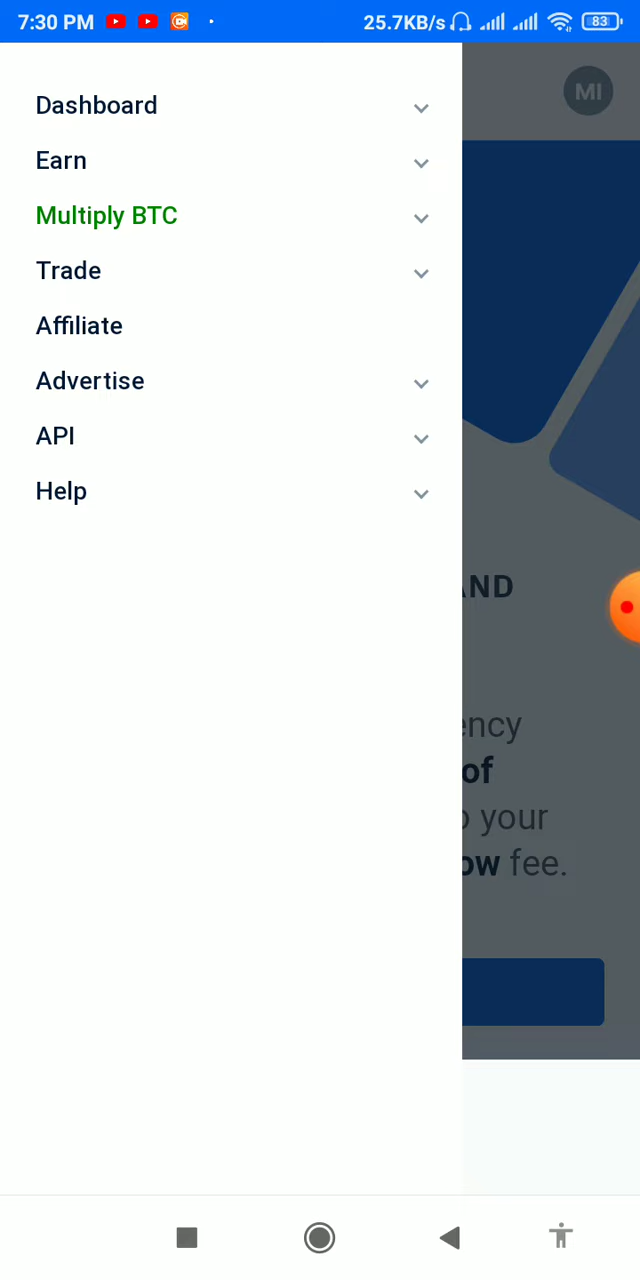 7:30 PM 25.7KB/s 83
MI
Dashboard
Earn
Multiply BTC
Trade
Affiliate
Advertise
API
Help
AND
ency
of
your
ow fee.